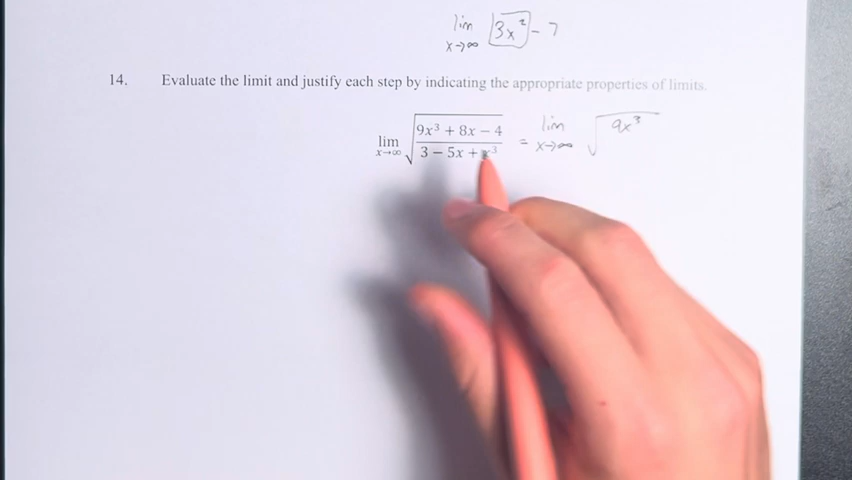 lim 3x² - 7
x→∞
14. Evaluate the limit and justify each step by indicating the appropriate properties of limits.
lim √ 9x³ + 8x − 4 = lim √ 9x³
x→∞ 3 − 5x + x³ x→∞